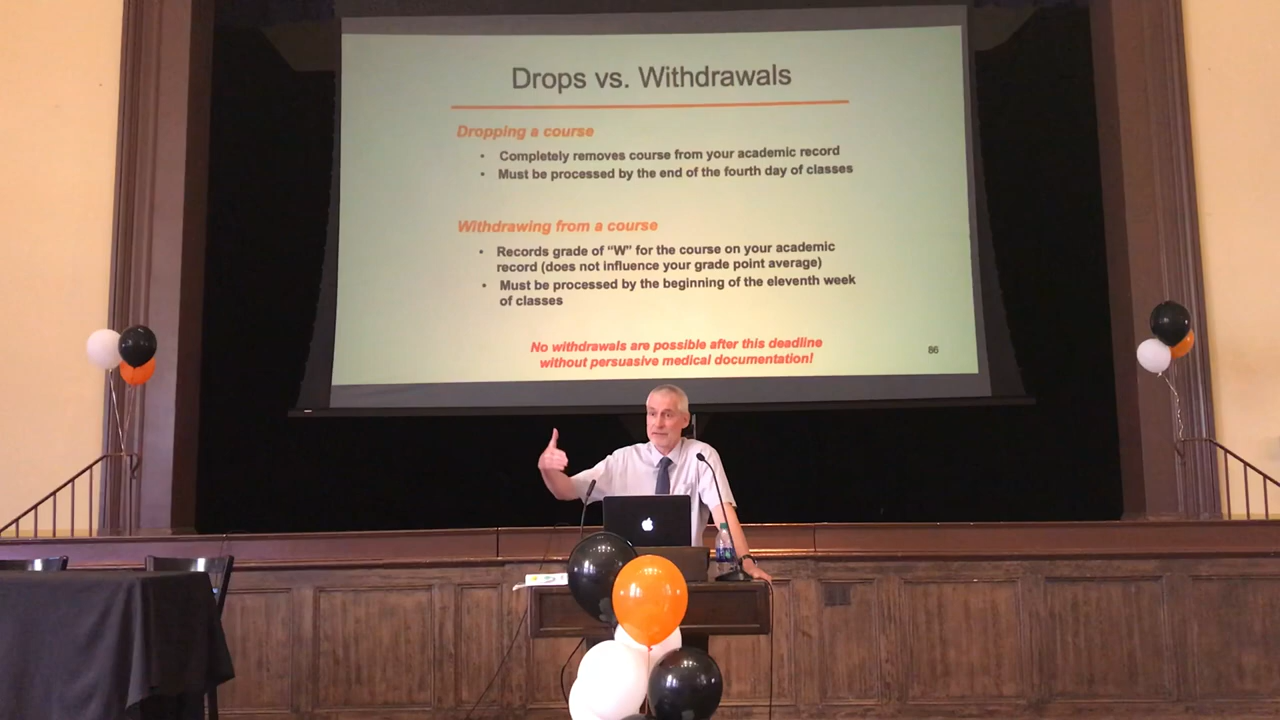 Drops vs. Withdrawals
Dropping a course
• Completely removes course from your academic record
• Must be processed by the end of the fourth day of classes
Withdrawing from a course
• Records grade of “W” for the course on your academic
record (does not influence your grade point average)
• Must be processed by the beginning of the eleventh week
of classes
No withdrawals are possible after this deadline
without persuasive medical documentation!
86